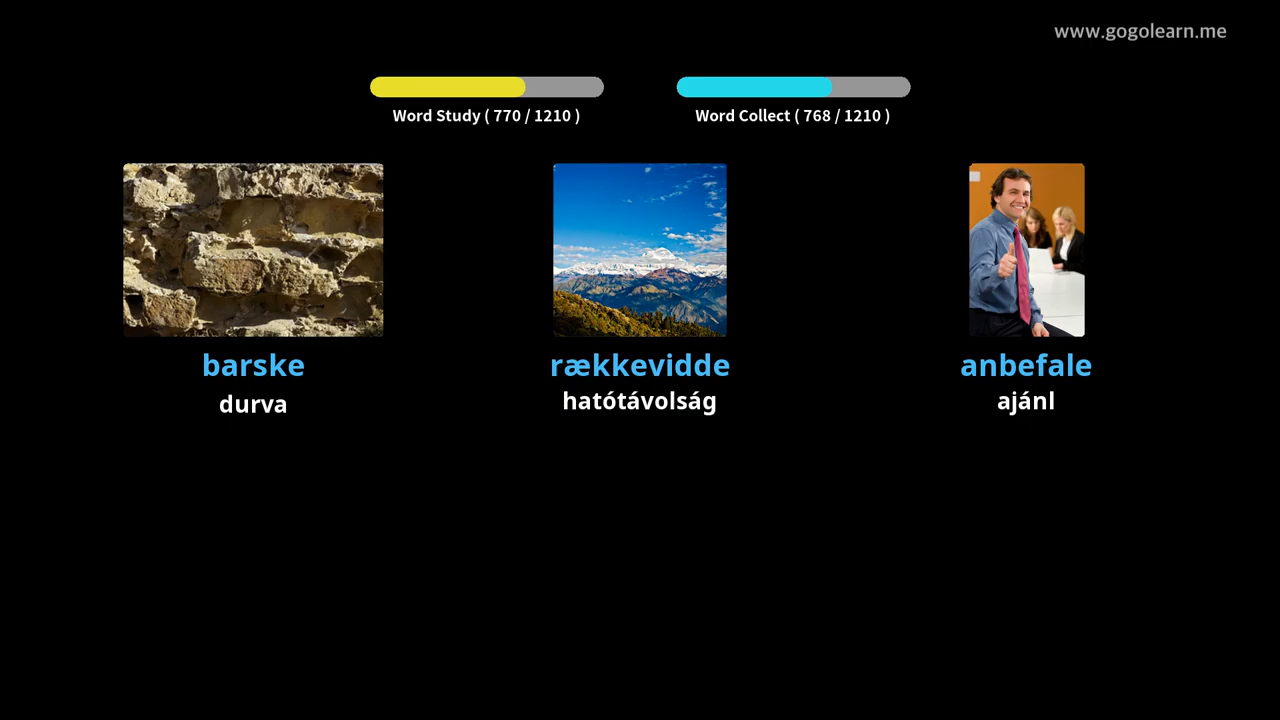 www.gogolearn.me
Word Study ( 770 / 1210 )
Word Collect ( 768 / 1210 )
barske
durva
rækkevidde
hatótávolság
anbefale
ajánl